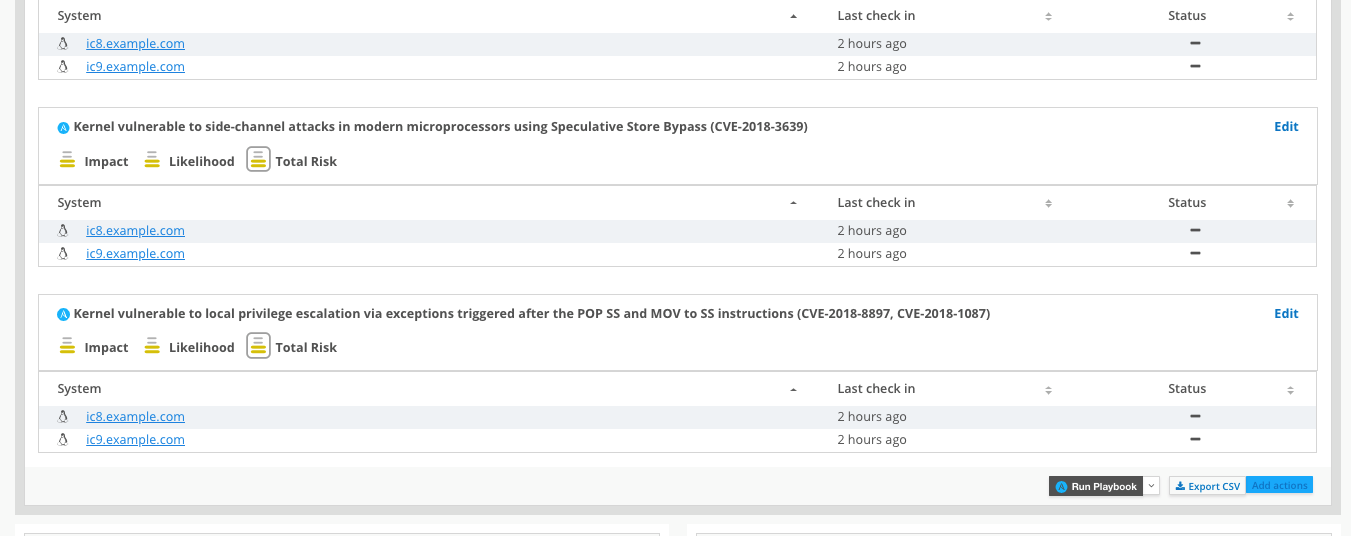 System Last check in Status
ic8.example.com 2 hours ago
ic9.example.com 2 hours ago
Kernel vulnerable to side-channel attacks in modern microprocessors using Speculative Store Bypass (CVE-2018-3639) Edit
Impact Likelihood Total Risk
System Last check in Status
ic8.example.com 2 hours ago
ic9.example.com 2 hours ago
Kernel vulnerable to local privilege escalation via exceptions triggered after the POP SS and MOV to SS instructions (CVE-2018-8897, CVE-2018-1087) Edit
Impact Likelihood Total Risk
System Last check in Status
ic8.example.com 2 hours ago
ic9.example.com 2 hours ago
Run Playbook Export CSV Add actions